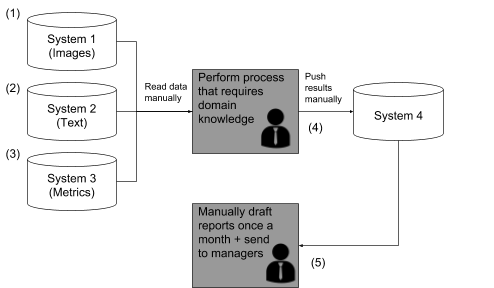 (1)
System 1
(Images)
(2)
System 2
(Text)
(3)
System 3
(Metrics)
Read data
manually
Perform process
that requires
domain
knowledge
Push
results
manually
(4)
System 4
Manually draft
reports once a
month + send
to managers
(5)